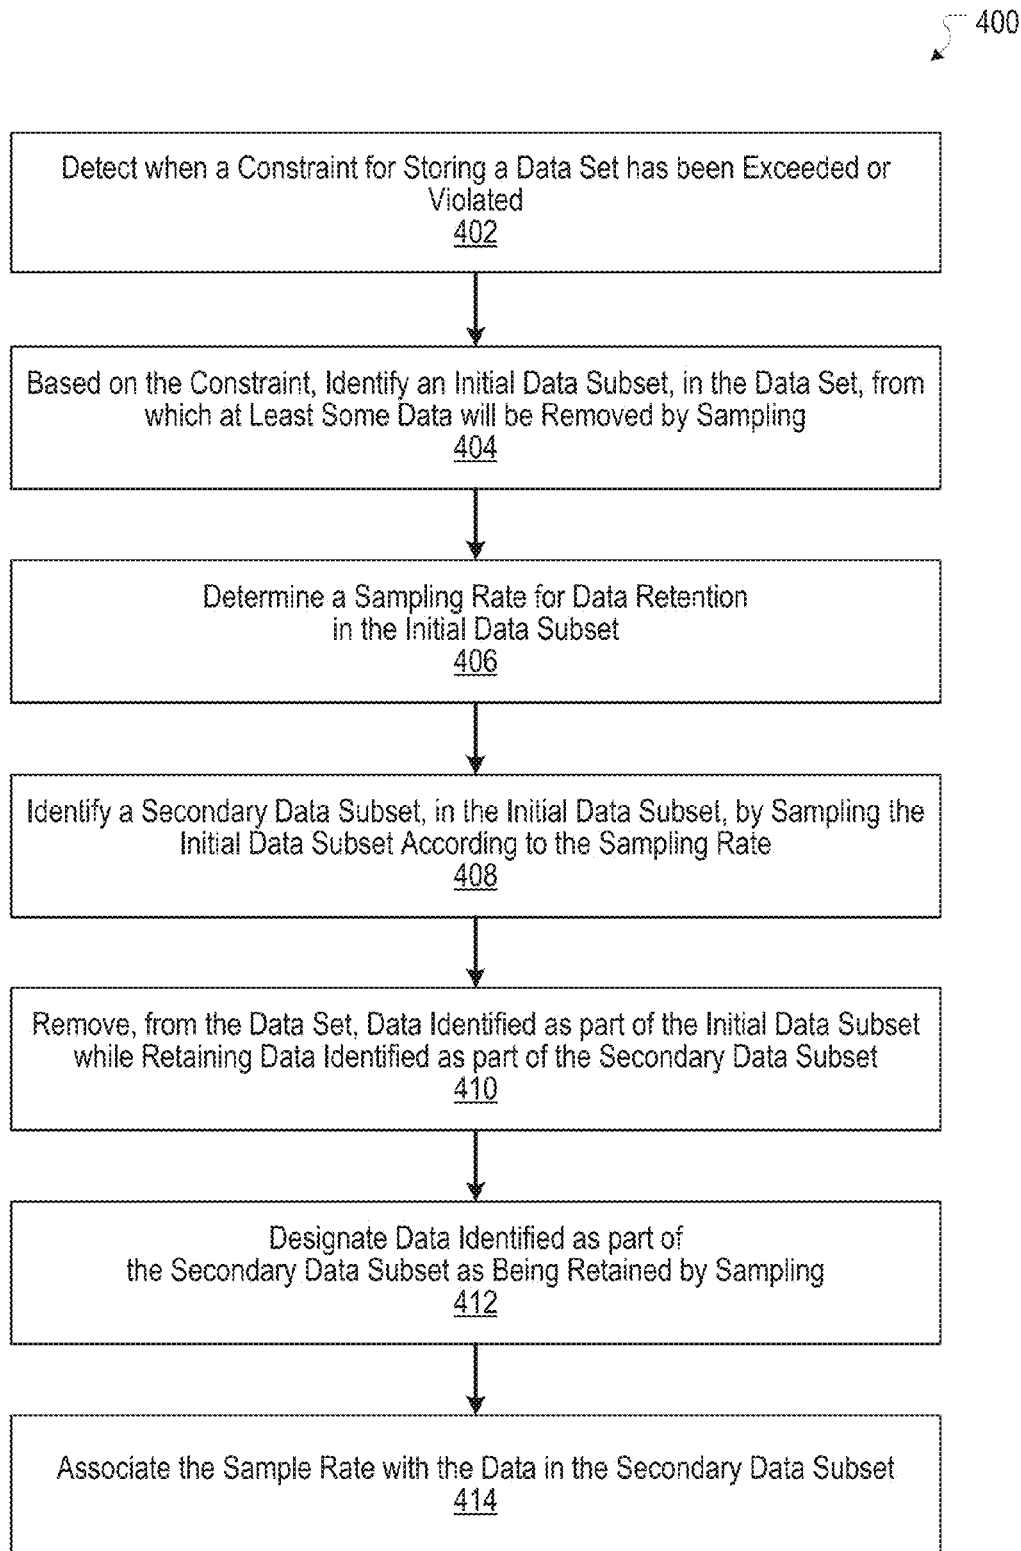 400
Detect when a Constraint for Storing a Data Set has been Exceeded or
Violated
402
Based on the Constraint, Identify an Initial Data Subset, in the Data Set, from
which at Least Some Data will be Removed by Sampling
404
Determine a Sampling Rate for Data Retention
in the Initial Data Subset
406
Identify a Secondary Data Subset, in the Initial Data Subset, by Sampling the
Initial Data Subset According to the Sampling Rate
408
Remove, from the Data Set, Data Identified as part of the Initial Data Subset
while Retaining Data Identified as part of the Secondary Data Subset
410
Designate Data Identified as part of
the Secondary Data Subset as Being Retained by Sampling
412
Associate the Sample Rate with the Data in the Secondary Data Subset
414